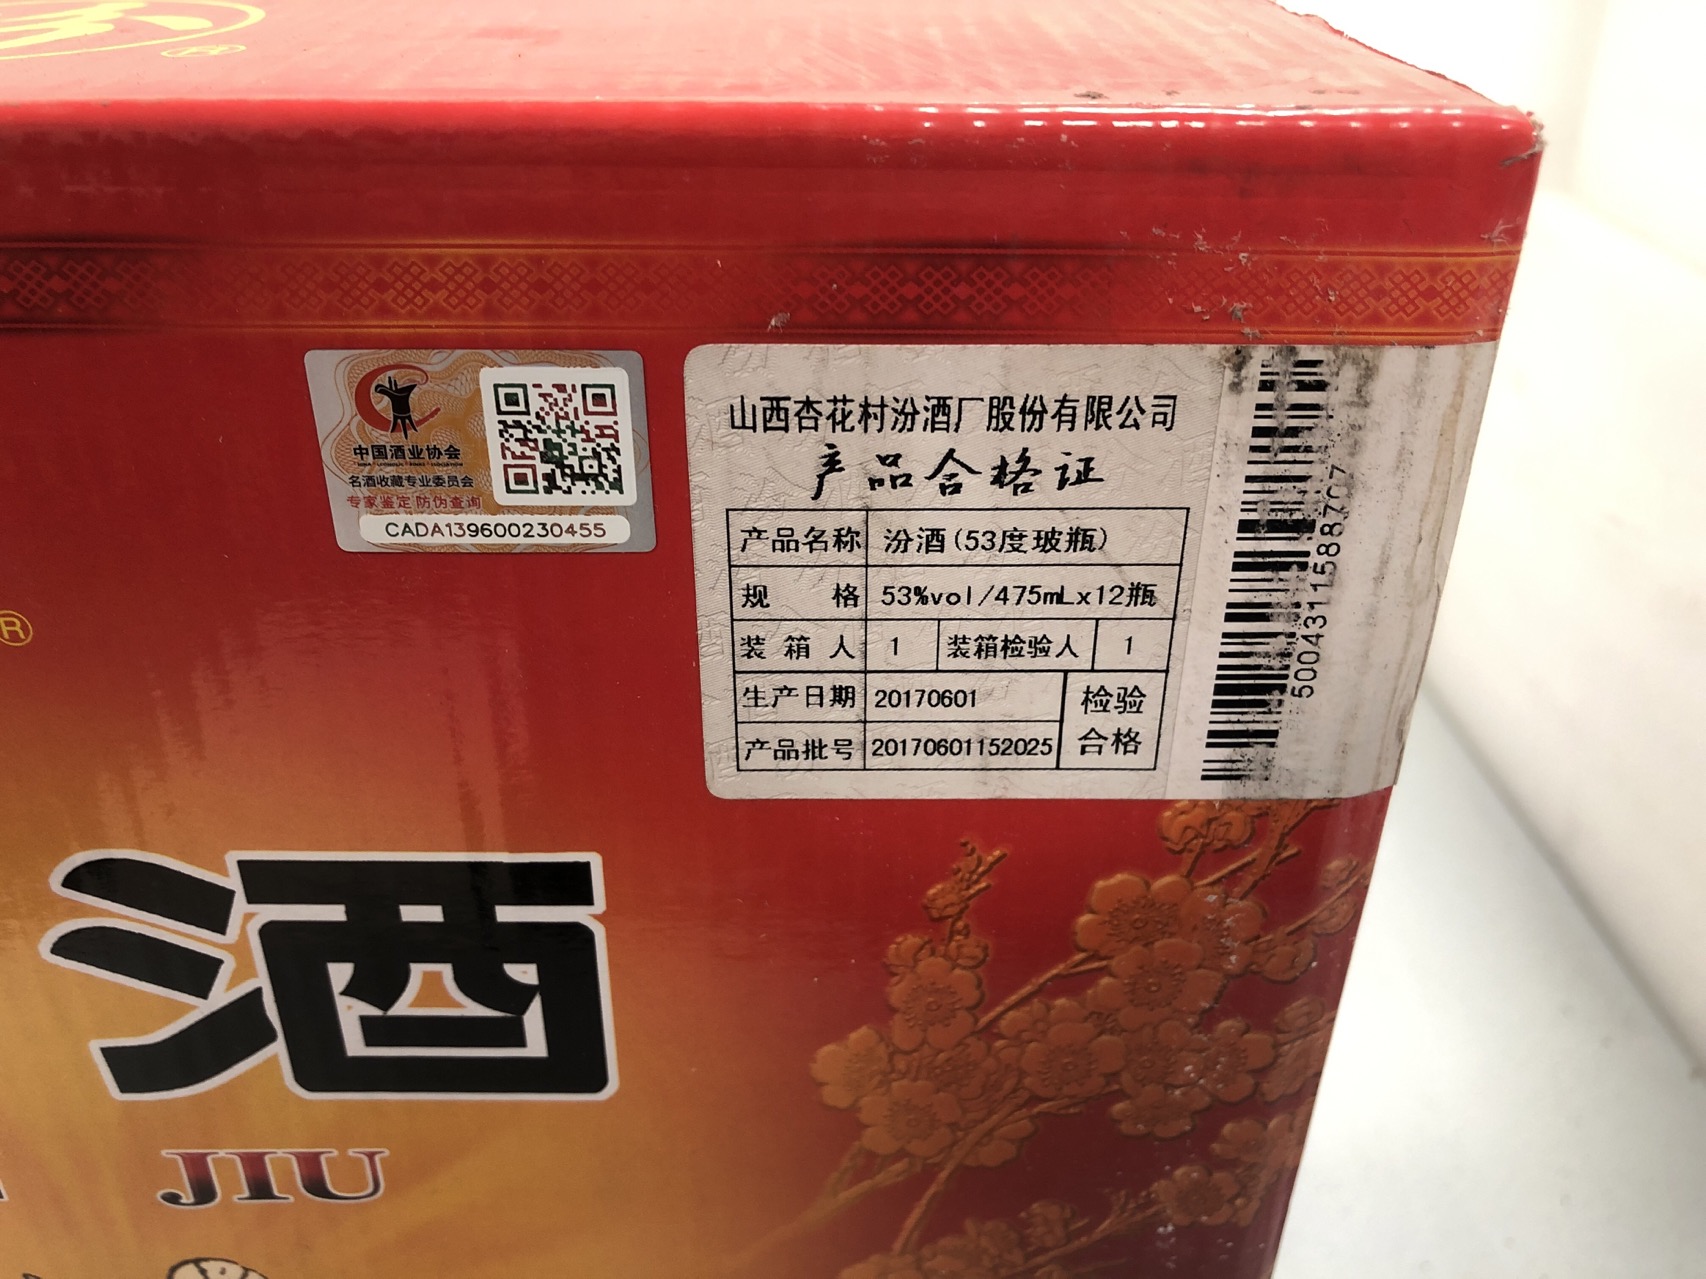 中国酒业协会
名酒收藏专业委员会
专家鉴定 防伪查询
CADA139600230455
山西杏花村汾酒厂股份有限公司
产品合格证
产品名称 汾酒(53度玻瓶)
规 格 53%vol/475mLx12瓶
装 箱 人 1 装箱检验人 1
生产日期 20170601
检验合格
产品批号 20170601152025
®
酒
JIU